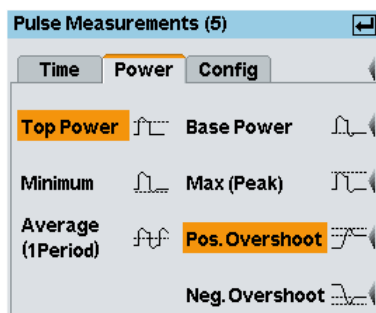 Pulse Measurements (5)
Time Power Config
Top Power Base Power
Minimum Max (Peak)
Average
(1Period)
Pos. Overshoot
Neg. Overshoot